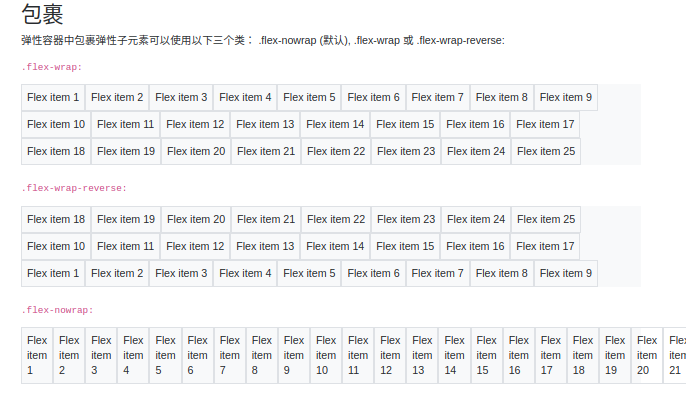 包裹
弹性容器中包裹弹性子元素可以使用以下三个类： .flex-nowrap (默认), .flex-wrap 或 .flex-wrap-reverse:
.flex-wrap:
Flex item 1 Flex item 2 Flex item 3 Flex item 4 Flex item 5 Flex item 6 Flex item 7 Flex item 8 Flex item 9
Flex item 10 Flex item 11 Flex item 12 Flex item 13 Flex item 14 Flex item 15 Flex item 16 Flex item 17
Flex item 18 Flex item 19 Flex item 20 Flex item 21 Flex item 22 Flex item 23 Flex item 24 Flex item 25
.flex-wrap-reverse:
Flex item 18 Flex item 19 Flex item 20 Flex item 21 Flex item 22 Flex item 23 Flex item 24 Flex item 25
Flex item 10 Flex item 11 Flex item 12 Flex item 13 Flex item 14 Flex item 15 Flex item 16 Flex item 17
Flex item 1 Flex item 2 Flex item 3 Flex item 4 Flex item 5 Flex item 6 Flex item 7 Flex item 8 Flex item 9
.flex-nowrap:
Flex Flex Flex Flex Flex Flex Flex Flex Flex Flex Flex Flex Flex Flex Flex Flex Flex Flex Flex Flex Flex
item item item item item item item item item item item item item item item item item item item item item
1 2 3 4 5 6 7 8 9 10 11 12 13 14 15 16 17 18 19 20 21